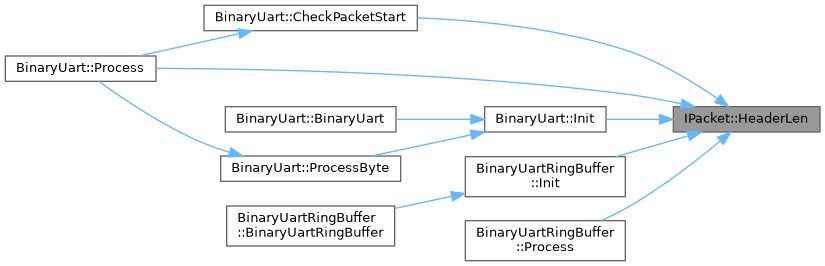 BinaryUart::CheckPacketStart
BinaryUart::Process
BinaryUart::BinaryUart
BinaryUart::Init
IPacket::HeaderLen
BinaryUart::ProcessByte
BinaryUartRingBuffer
::Init
BinaryUartRingBuffer
::BinaryUartRingBuffer
BinaryUartRingBuffer
::Process